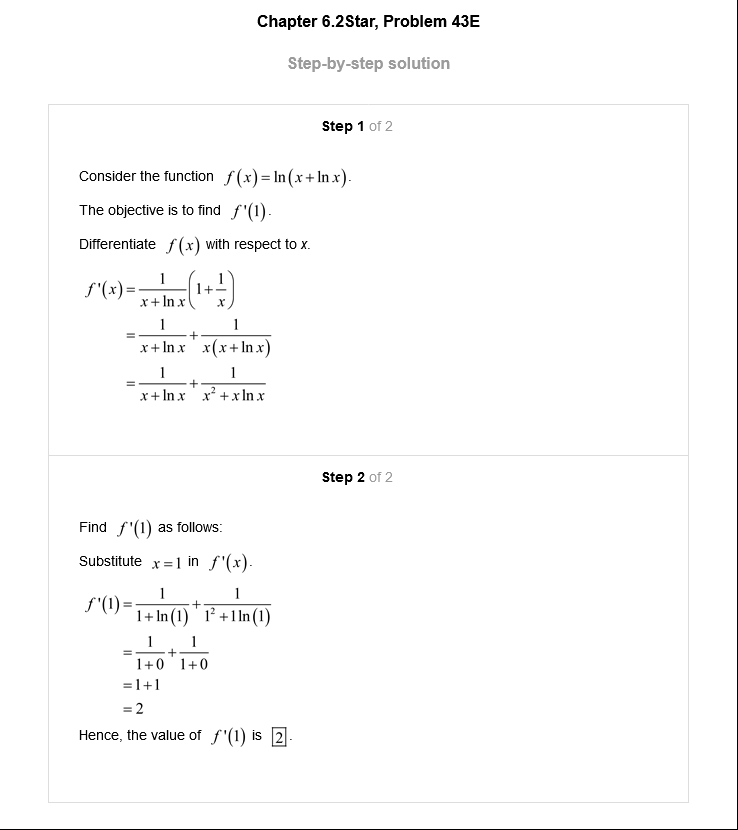 Chapter 6.2Star, Problem 43E
Step-by-step solution
Step 1 of 2
Consider the function f(x)=ln(x+ln x).
The objective is to find f'(1).
Differentiate f(x) with respect to x.
f'(x)=\frac{1}{x+\ln x}\left(1+\frac{1}{x}\right)
=\frac{1}{x+\ln x}+\frac{1}{x(x+\ln x)}
=\frac{1}{x+\ln x}+\frac{1}{x^2+x\ln x}
Step 2 of 2
Find f'(1) as follows:
Substitute x=1 in f'(x).
f'(1)=\frac{1}{1+\ln(1)}+\frac{1}{1^2+1\ln(1)}
=\frac{1}{1+0}+\frac{1}{1+0}
=1+1
=2
Hence, the value of f'(1) is 2.